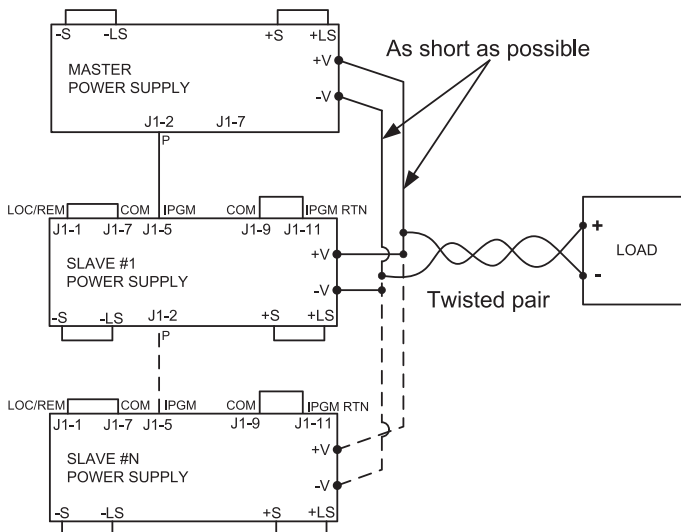 -S -LS +S +LS
As short as possible
MASTER
POWER SUPPLY
+V
-V
J1-2 J1-7
P
LOC/REM COM IPGM COM IPGM RTN
J1-1 J1-7 J1-5 J1-9 J1-11
SLAVE #1
POWER SUPPLY
+V
-V
J1-2
-S -LS +S +LS
P
+
-
LOAD
Twisted pair
LOC/REM COM IPGM COM IPGM RTN
J1-1 J1-7 J1-5 J1-9 J1-11
SLAVE #N
POWER SUPPLY
+V
-V
-S -LS +S +LS